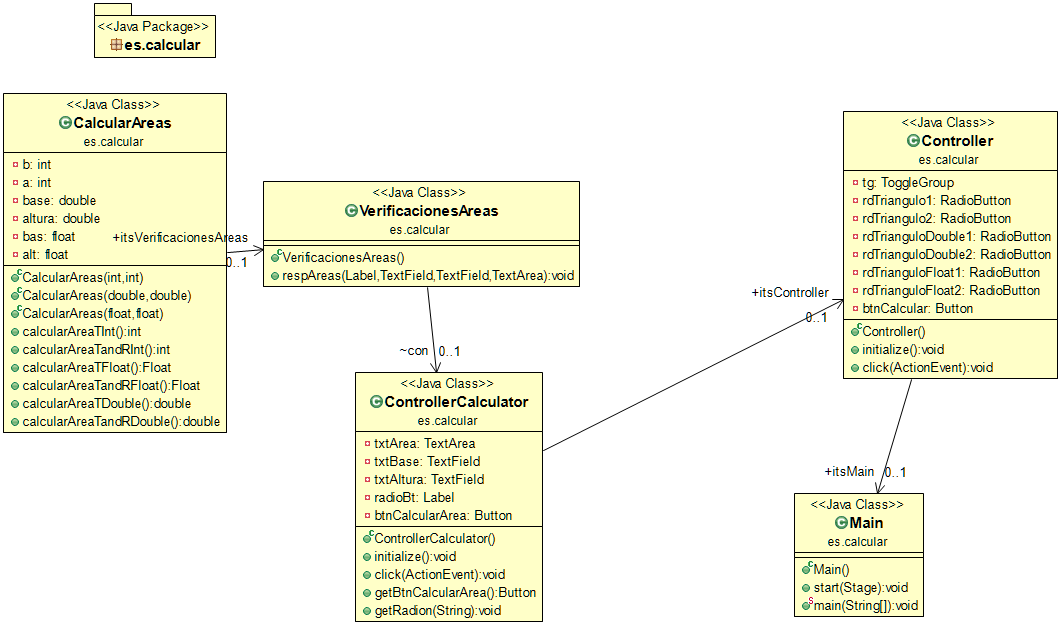 <<Java Package>>
es.calcular
<<Java Class>>
CalcularAreas
es.calcular
b: int
a: int
base: double
altura: double
bas: float
alt: float
CalcularAreas(int,int)
CalcularAreas(double,double)
CalcularAreas(float,float)
calcularAreaTInt():int
calcularAreaTandRInt():int
calcularAreaTFloat():Float
calcularAreaTandRFloat():Float
calcularAreaTDouble():double
calcularAreaTandRDouble():double
+itsVerificacionesAreas
0..1
<<Java Class>>
VerificacionesAreas
es.calcular
VerificacionesAreas()
respAreas(Label,TextField,TextField,TextArea):void
~con
0..1
<<Java Class>>
ControllerCalculator
es.calcular
txtArea: TextArea
txtBase: TextField
txtAltura: TextField
radioBt: Label
btnCalcularArea: Button
ControllerCalculator()
initialize():void
click(ActionEvent):void
getBtnCalcularArea():Button
getRadion(String):void
+itsController
0..1
<<Java Class>>
Controller
es.calcular
tg: ToggleGroup
rdTriangulo1: RadioButton
rdTriangulo2: RadioButton
rdTrianguloDouble1: RadioButton
rdTrianguloDouble2: RadioButton
rdTrianguloFloat1: RadioButton
rdTrianguloFloat2: RadioButton
btnCalcular: Button
Controller()
initialize():void
click(ActionEvent):void
+itsMain
0..1
<<Java Class>>
Main
es.calcular
Main()
start(Stage):void
main(String[]):void